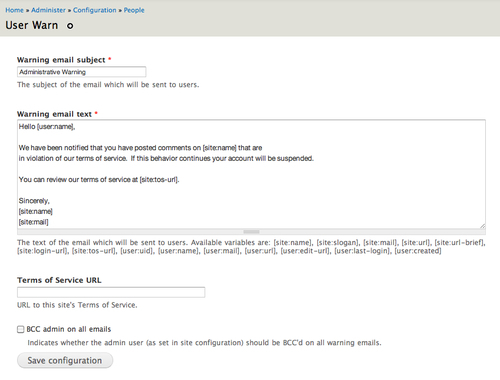 Home » Administer » Configuration » People
User Warn
Warning email subject *
Administrative Warning
The subject of the email which will be sent to users.
Warning email text *
Hello [user:name],
We have been notified that you have posted comments on [site:name] that are
in violation of our terms of service. If this behavior continues your account will be suspended.
You can review our terms of service at [site:tos-url].
Sincerely,
[site:name]
[site:mail]
The text of the email which will be sent to users. Available variables are: [site:name], [site:slogan], [site:mail], [site:url], [site:url-brief],
[site:login-url], [site:tos-url], [user:uid], [user:name], [user:mail], [user:url], [user:edit-url], [user:last-login], [user:created]
Terms of Service URL
URL to this site's Terms of Service.
BCC admin on all emails
Indicates whether the admin user (as set in site configuration) should be BCC'd on all warning emails.
Save configuration